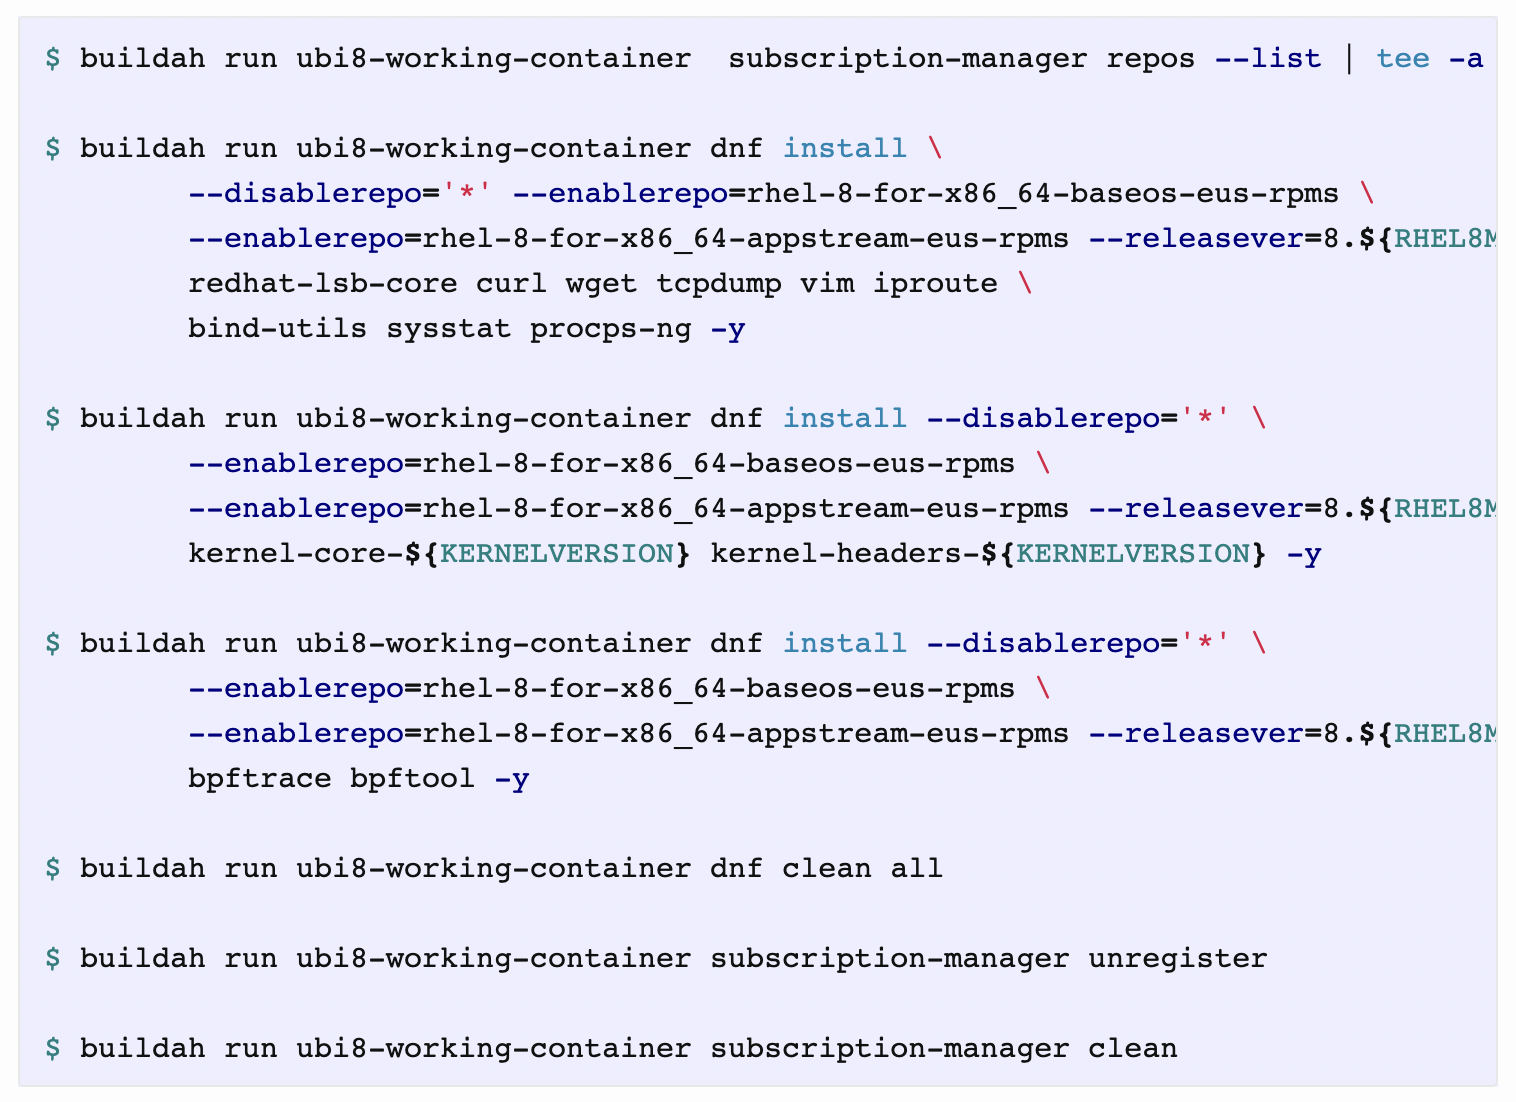 $ buildah run ubi8-working-container  subscription-manager repos --list | tee -a
$ buildah run ubi8-working-container dnf install \
--disablerepo='*' --enablerepo=rhel-8-for-x86_64-baseos-eus-rpms \
--enablerepo=rhel-8-for-x86_64-appstream-eus-rpms --releasever=8.${RHEL8
redhat-lsb-core curl wget tcpdump vim iproute \
bind-utils sysstat procps-ng -y
$ buildah run ubi8-working-container dnf install --disablerepo='*' \
--enablerepo=rhel-8-for-x86_64-baseos-eus-rpms \
--enablerepo=rhel-8-for-x86_64-appstream-eus-rpms --releasever=8.${RHEL8
kernel-core-${KERNELVERSION} kernel-headers-${KERNELVERSION} -y
$ buildah run ubi8-working-container dnf install --disablerepo='*' \
--enablerepo=rhel-8-for-x86_64-baseos-eus-rpms \
--enablerepo=rhel-8-for-x86_64-appstream-eus-rpms --releasever=8.${RHEL8
bpftrace bpftool -y
$ buildah run ubi8-working-container dnf clean all
$ buildah run ubi8-working-container subscription-manager unregister
$ buildah run ubi8-working-container subscription-manager clean